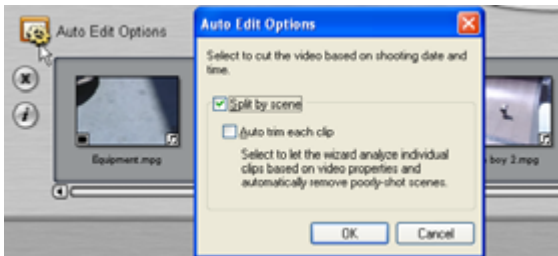 Auto Edit Options
Auto Edit Options
Select to cut the video based on shooting date and
time.
Split by scene
Auto trim each clip
Select to let the wizard analyze individual
clips based on video properties and
automatically remove poorly-shot scenes.
OK Cancel
Equipment.mpg
boy 2.mpg